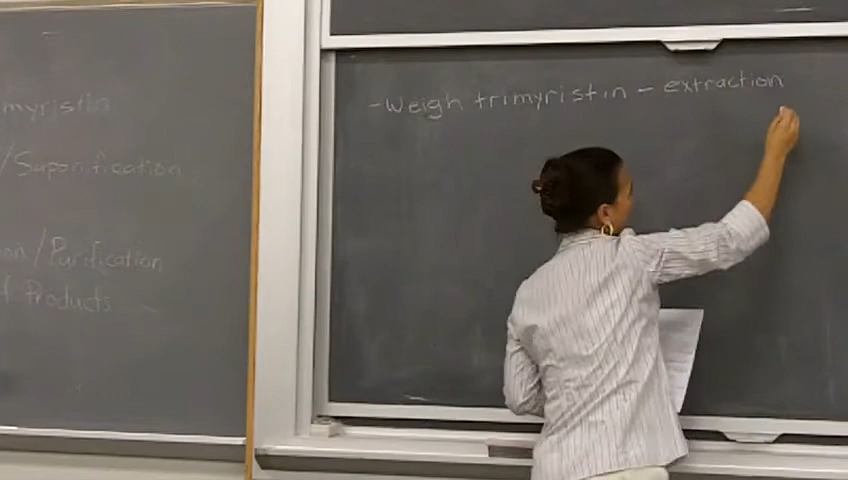 myristin
/Saponification
on/Purification
f Products
-Weigh trimyristin - extraction